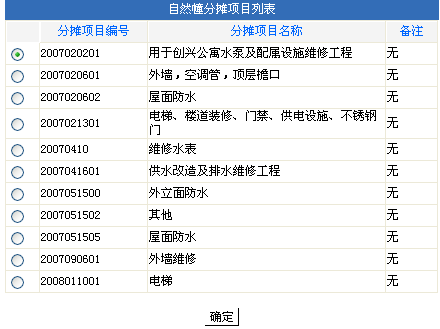 自然幢分摊项目列表
分摊项目编号 分摊项目名称 备注
2007020201 用于创兴公寓水泵及配属设施维修工程 无
2007020601 外墙，空调管，顶层檐口 无
2007020602 屋面防水 无
2007021301 电梯、楼道装修、门禁、供电设施、不锈钢 无
门
20070410 维修水表 无
2007041601 供水改造及排水维修工程 无
2007051500 外立面防水 无
2007051502 其他 无
2007051505 屋面防水 无
2007090601 外墙维修 无
2008011001 电梯 无
确定